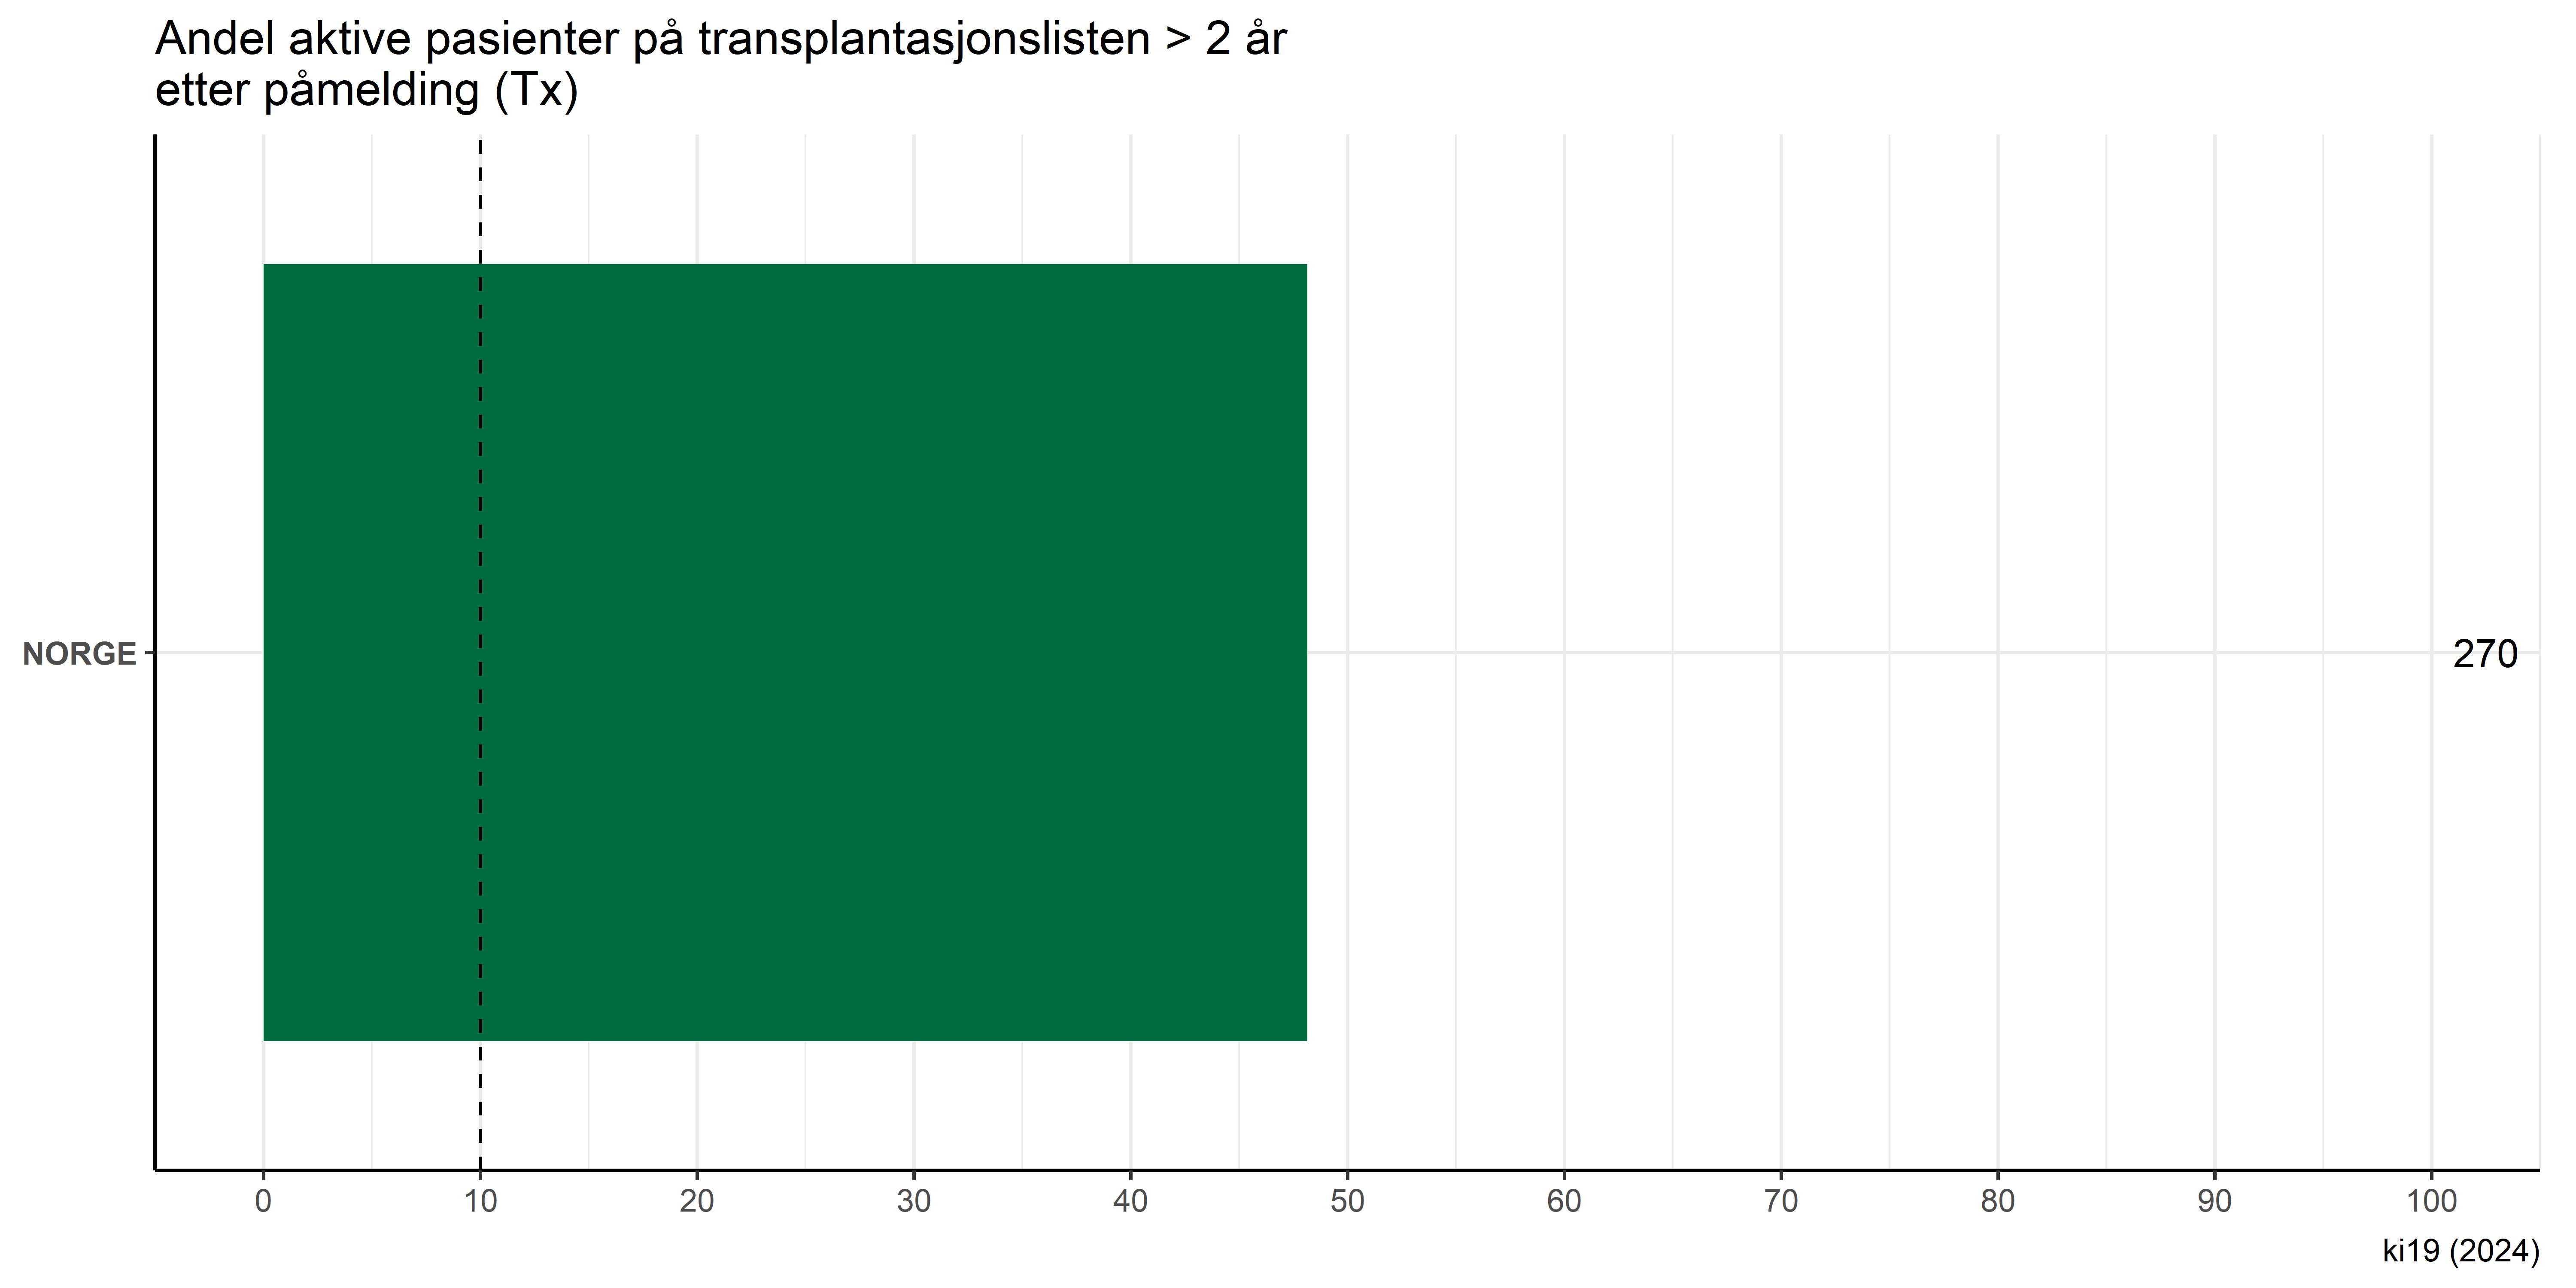 Andel aktive pasienter på transplantasjonslisten > 2 år
etter påmelding (Tx)
NORGE
270
0 10 20 30 40 50 60 70 80 90 100
ki19 (2024)